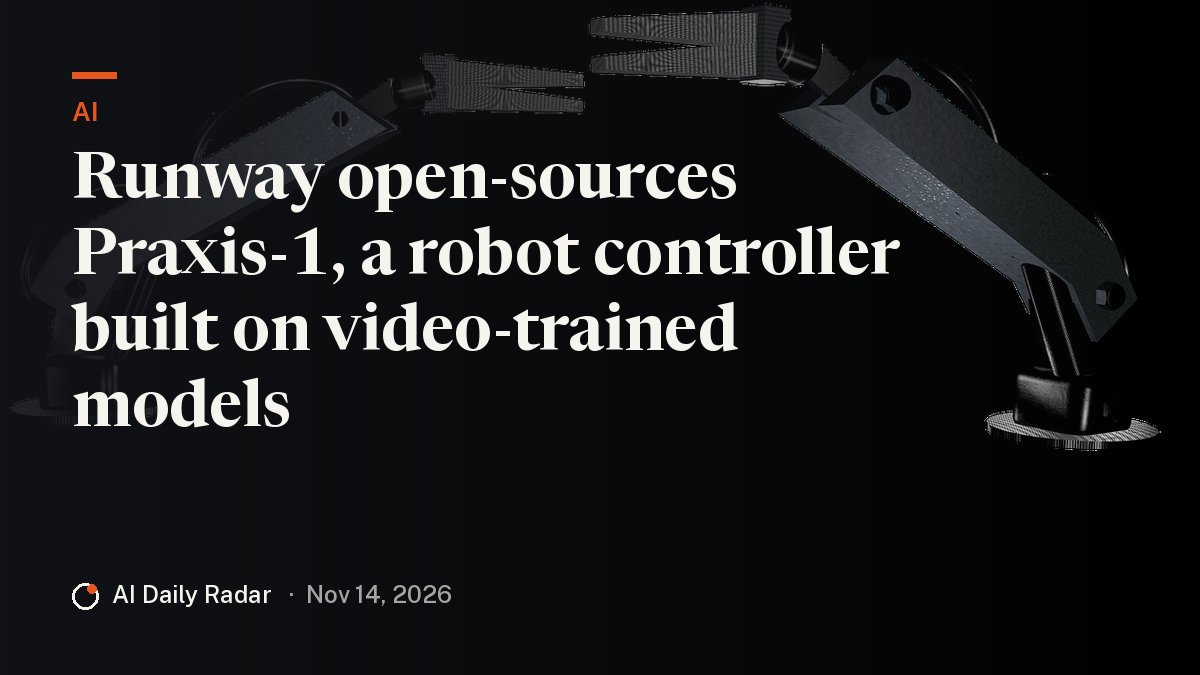 AI
Runway open-sources
Praxis-1, a robot controller
built on video-trained
models
AI Daily Radar · Nov 14, 2026